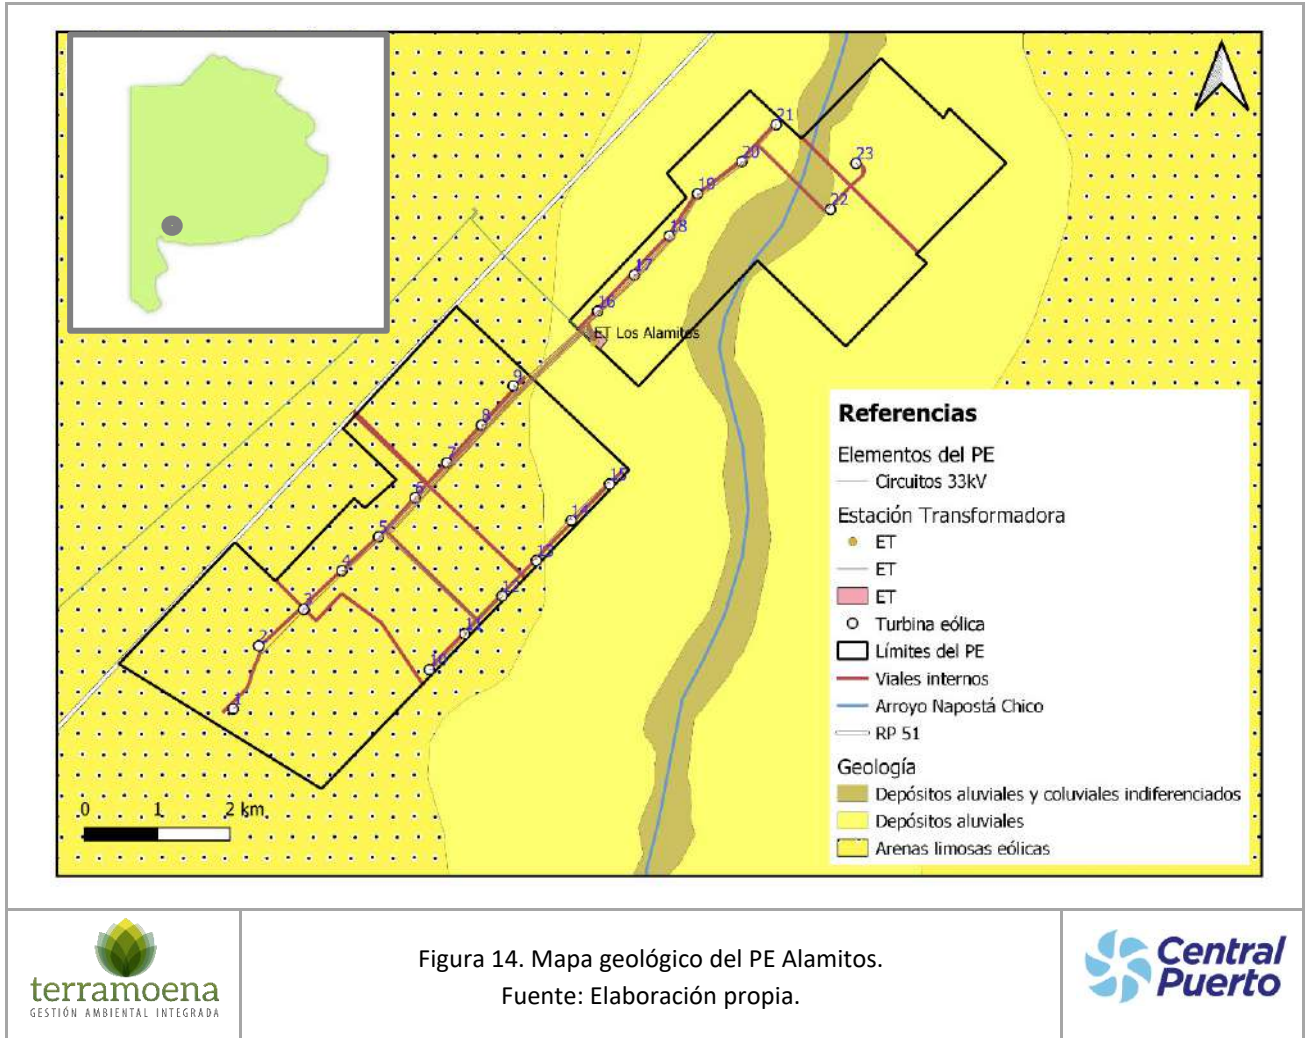 21
20
23
19
22
18
17
16
ET Los Alamitos
9
8
7
6
15
5
14
4
13
3
12
2
11
10
1
0 1 2 km
Referencias
Elementos del PE
Circuitos 33kV
Estación Transformadora
ET
ET
ET
Turbina eólica
Límites del PE
Viales internos
Arroyo Napostá Chico
RP 51
Geología
Depósitos aluviales y coluviales indiferenciados
Depósitos aluviales
Arenas limosas eólicas
terramoena
GESTIÓN AMBIENTAL INTEGRADA
Figura 14. Mapa geológico del PE Alamitos.
Fuente: Elaboración propia.
Central
Puerto